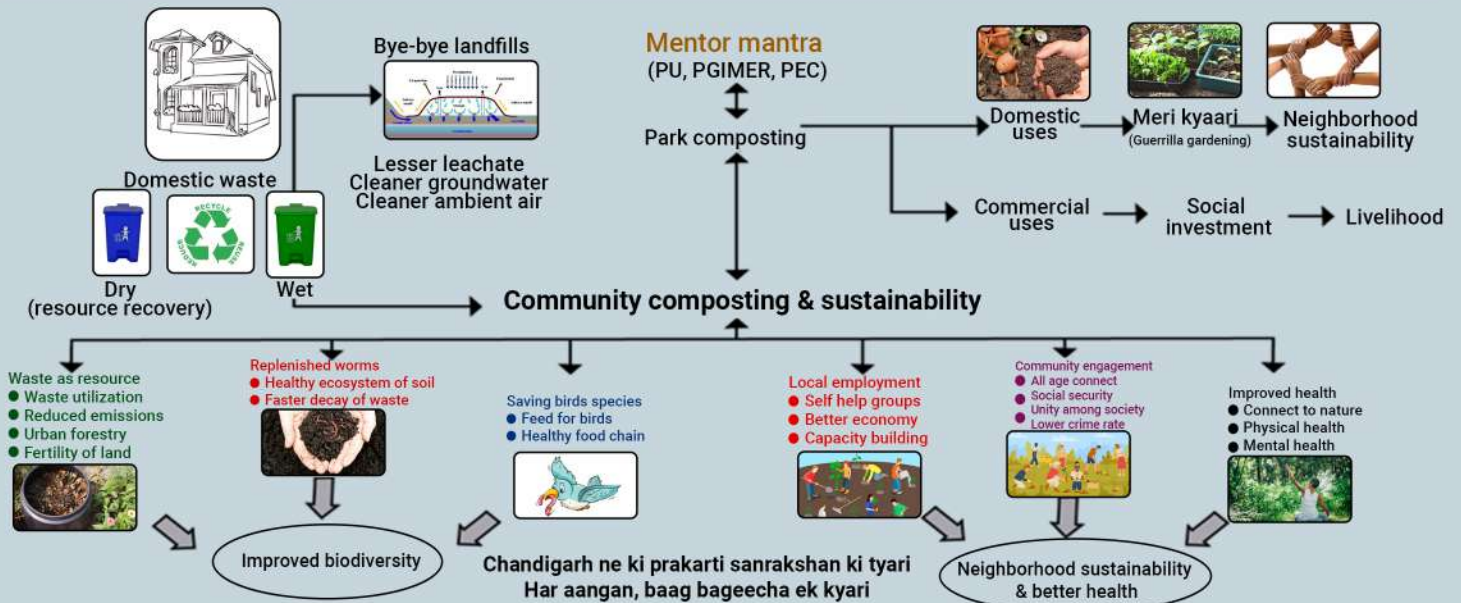 Bye-bye landfills
Lesser leachate
Cleaner groundwater
Cleaner ambient air
Domestic waste
RECYCLE
REDUCE
REUSE
Dry
(resource recovery)
Wet
Mentor mantra
(PU, PGIMER, PEC)
Park composting
Domestic
uses
Meri kyaari
(Guerrilla gardening)
Neighborhood
sustainability
Commercial
uses
Social
investment
Livelihood
Community composting & sustainability
Waste as resource
● Waste utilization
● Reduced emissions
● Urban forestry
● Fertility of land
Replenished worms
● Healthy ecosystem of soil
● Faster decay of waste
Saving birds species
● Feed for birds
● Healthy food chain
Local employment
● Self help groups
● Better economy
● Capacity building
Community engagement
● All age connect
● Social security
● Unity among society
● Lower crime rate
Improved health
● Connect to nature
● Physical health
● Mental health
Improved biodiversity
Chandigarh ne ki prakarti sanrakshan ki tyari
Har aangan, baag bageecha ek kyari
Neighborhood sustainability
& better health